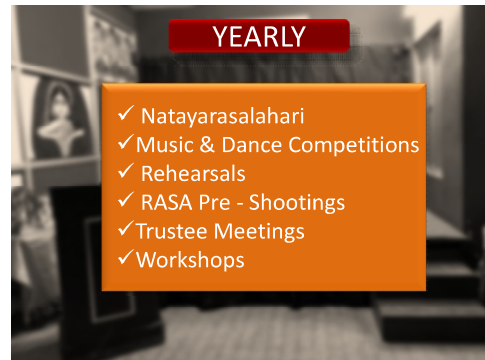 YEARLY
✓ Natayarasalahari
✓Music & Dance Competitions
✓ Rehearsals
✓ RASA Pre - Shootings
✓Trustee Meetings
✓Workshops